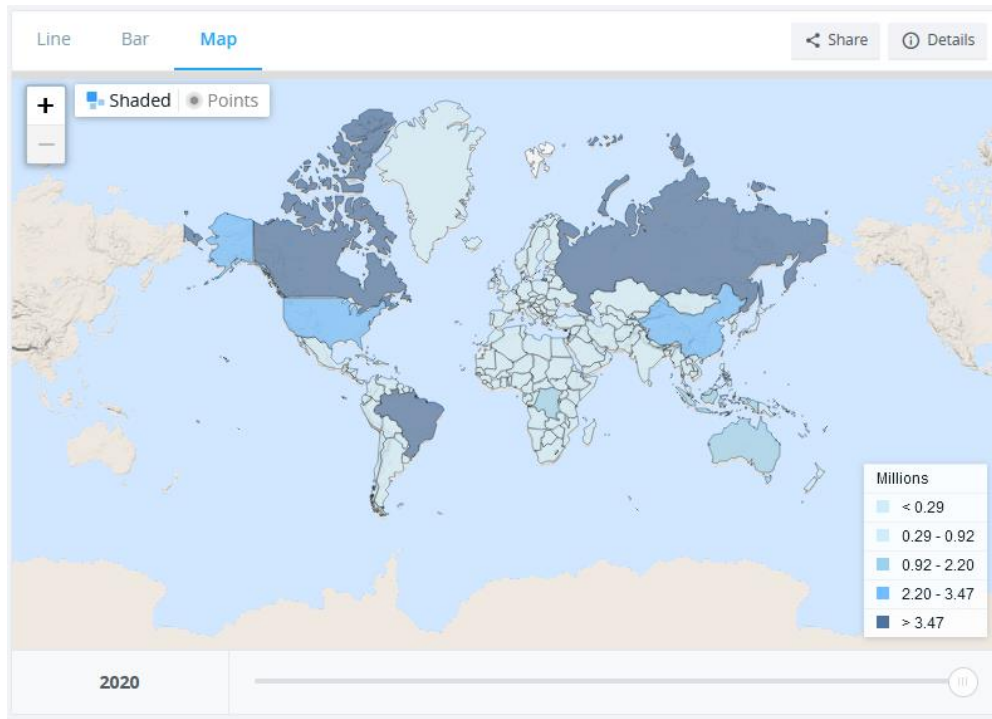 Line Bar Map Share Details
+ Shaded Points
−
Millions
< 0.29
0.29 - 0.92
0.92 - 2.20
2.20 - 3.47
> 3.47
2020